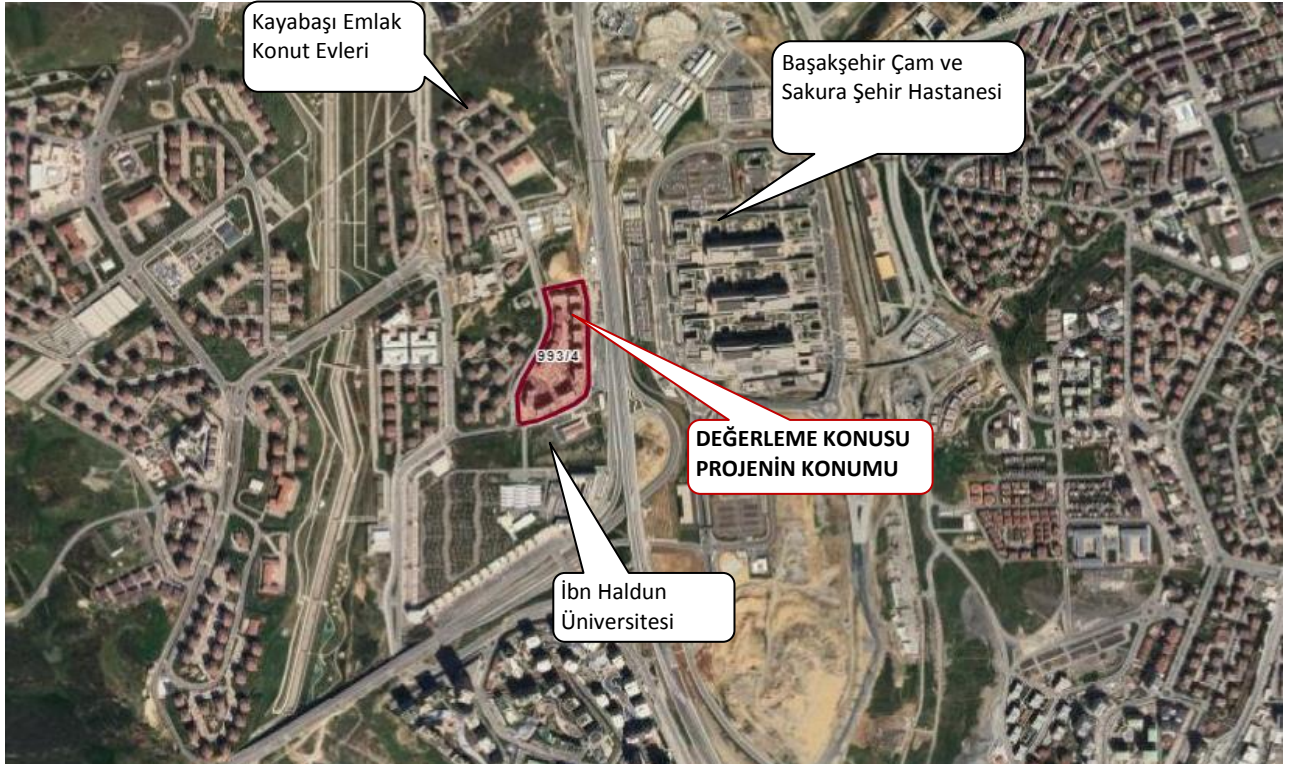 Kayabaşı Emlak
Konut Evleri
Başakşehir Çam ve
Sakura Şehir Hastanesi
993/4
DEĞERLEME KONUSU
PROJENİN KONUMU
İbn Haldun
Üniversitesi